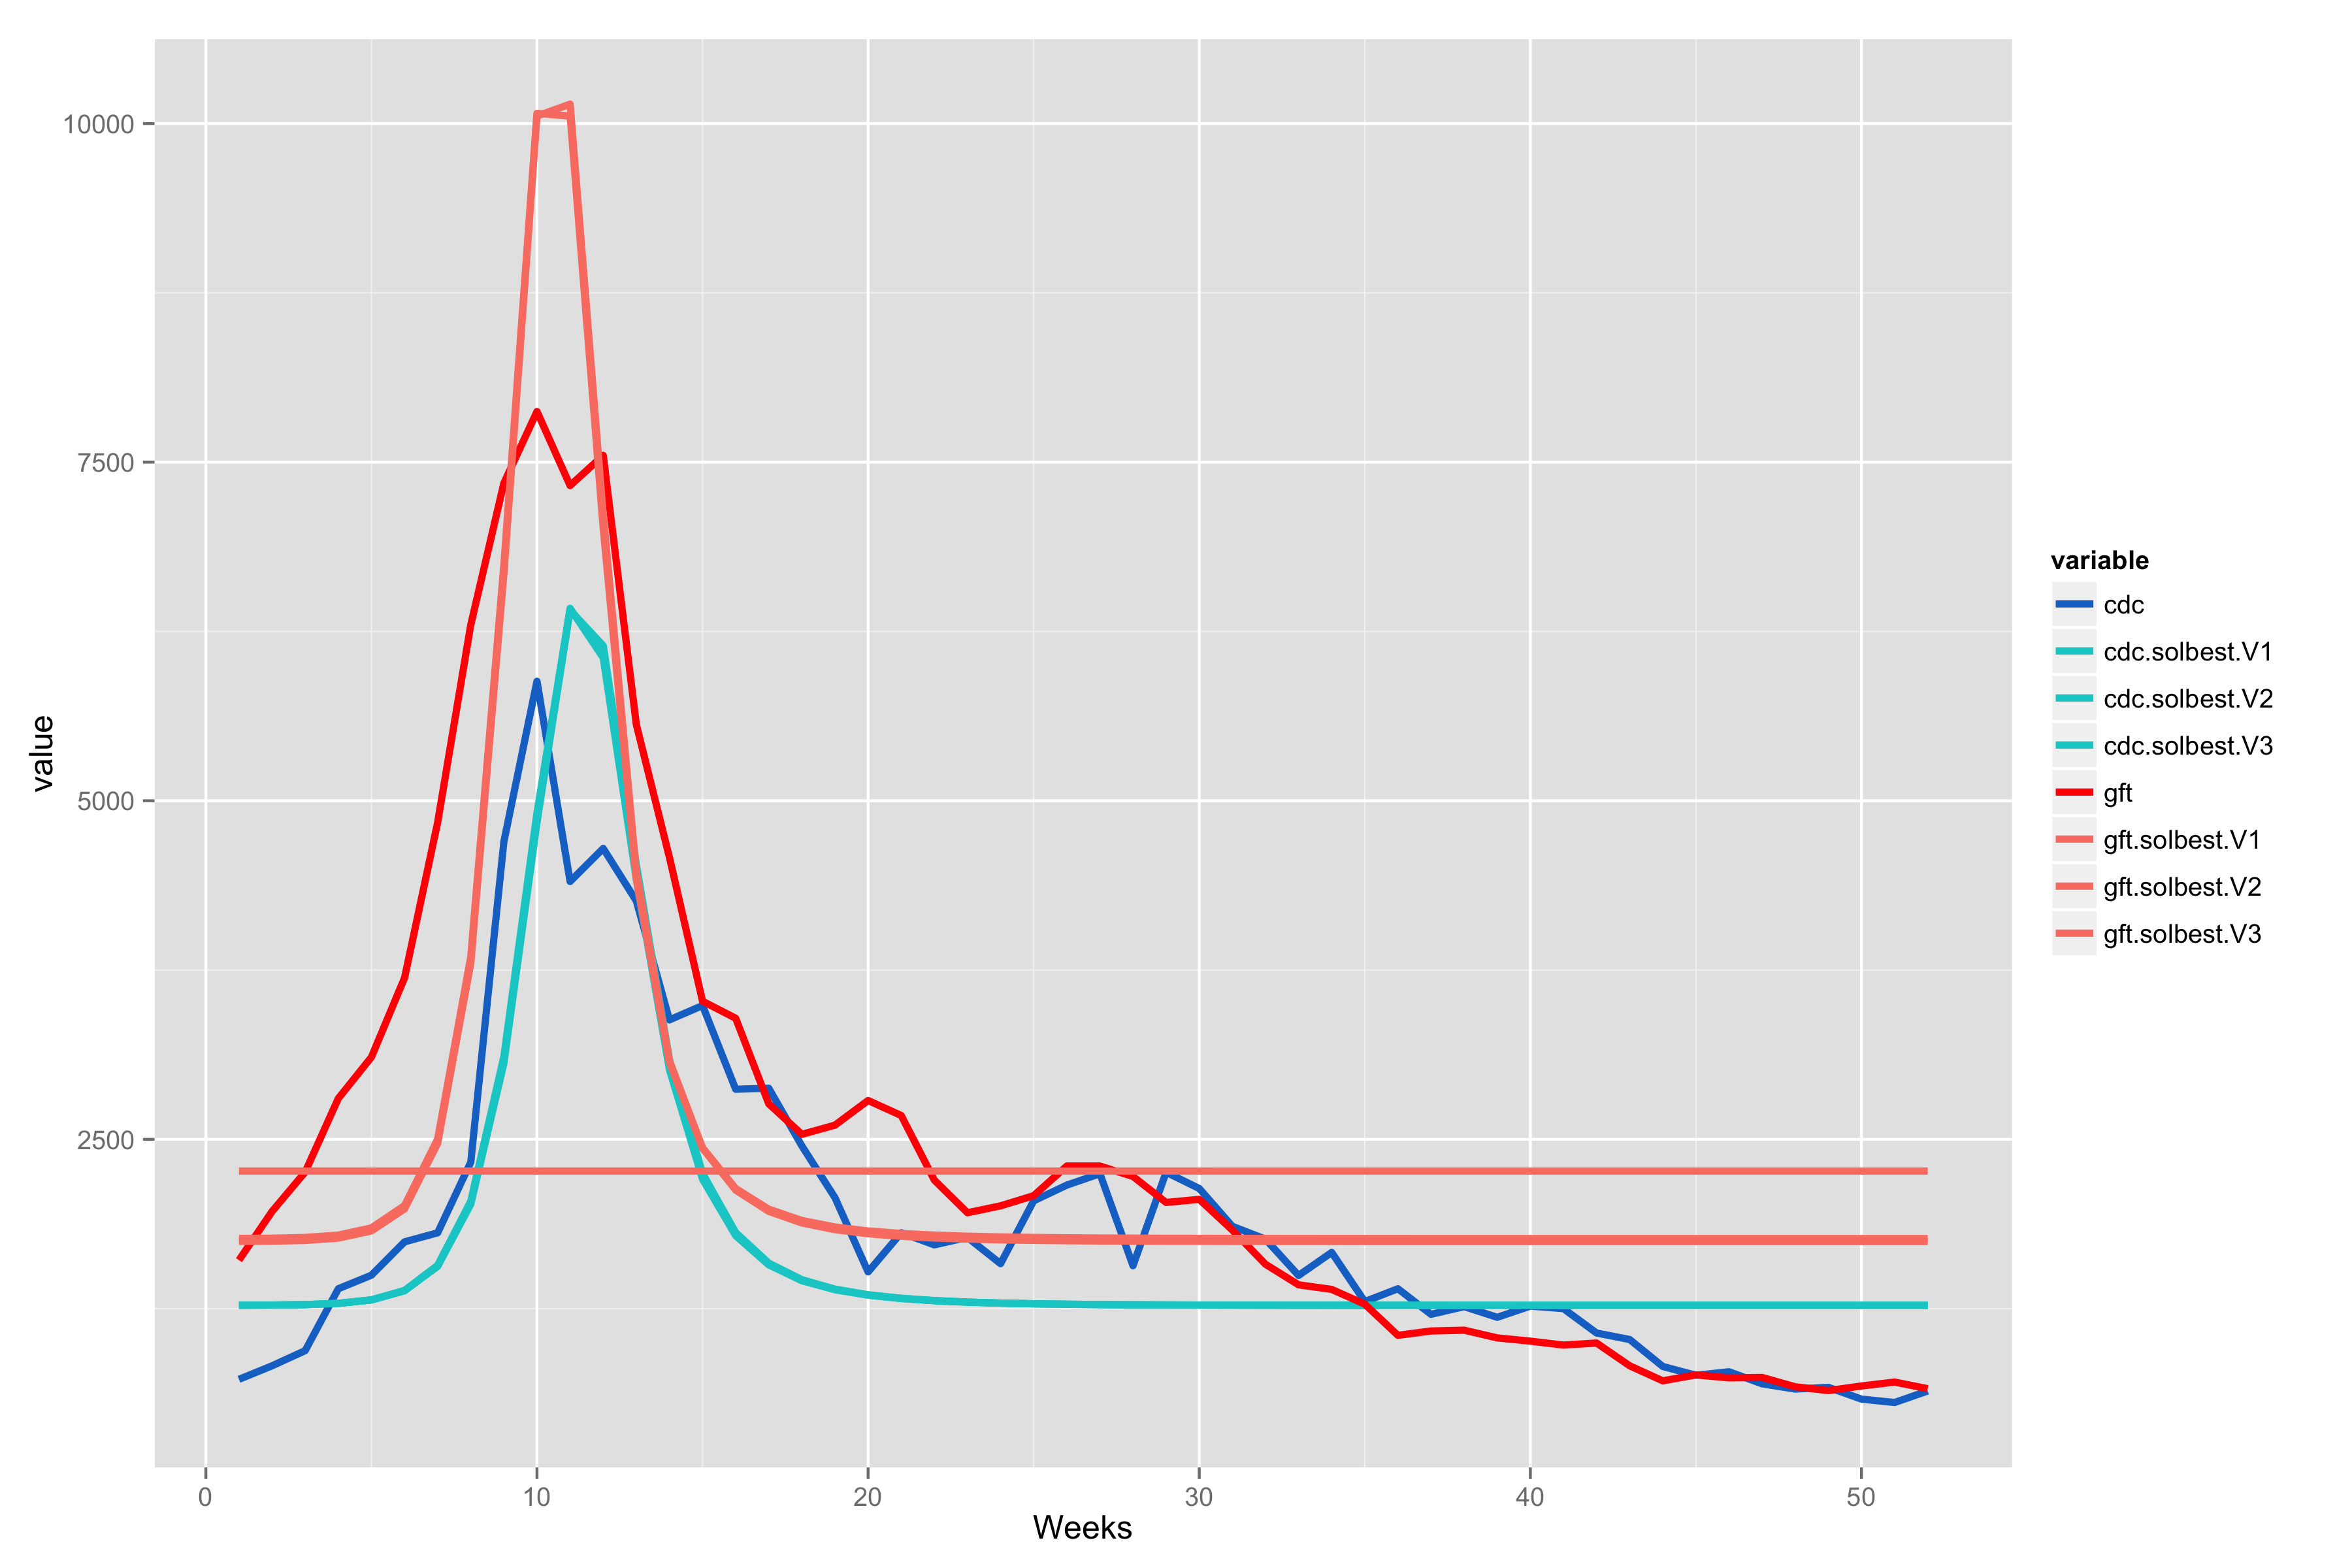 10000
7500
5000
2500
value
0 10 20 30 40 50
Weeks
variable
cdc
cdc.solbest.V1
cdc.solbest.V2
cdc.solbest.V3
gft
gft.solbest.V1
gft.solbest.V2
gft.solbest.V3